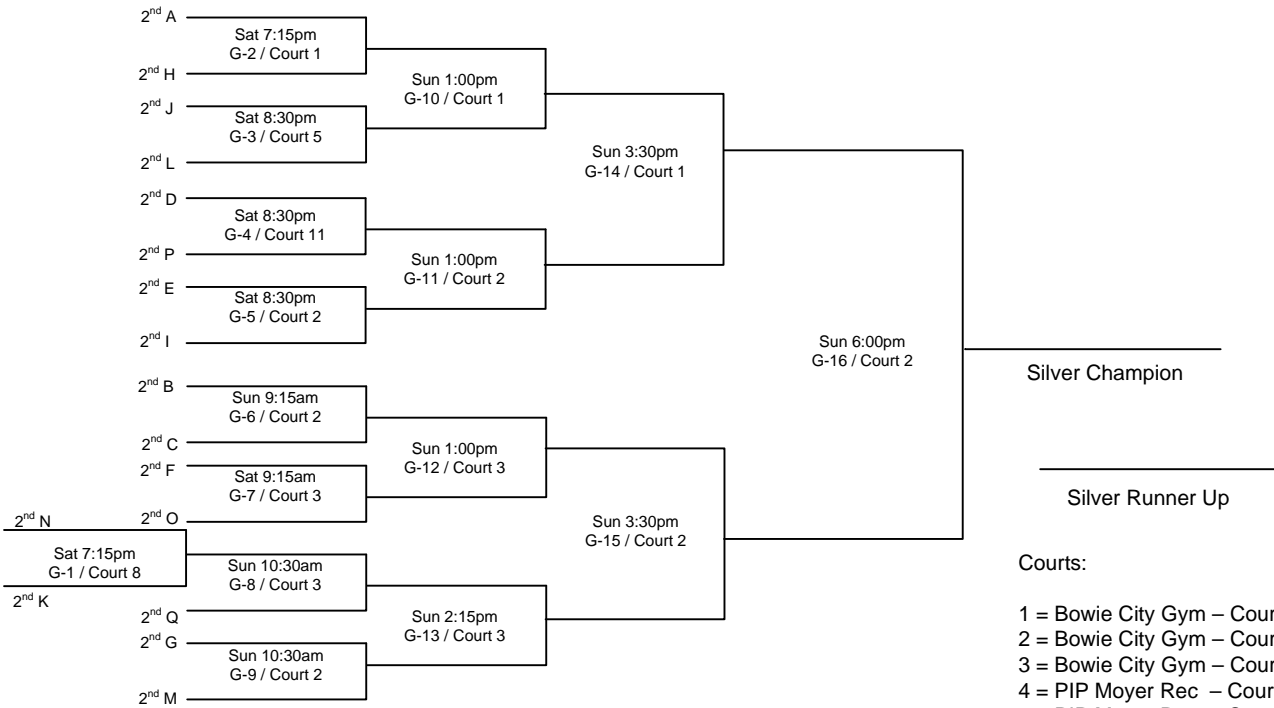 2nd A
Sat 7:15pm
G-2 / Court 1
2nd H
Sun 1:00pm
G-10 / Court 1
2nd J
Sat 8:30pm
G-3 / Court 5
2nd L
Sun 3:30pm
G-14 / Court 1
2nd D
Sat 8:30pm
G-4 / Court 11
2nd P
Sun 1:00pm
G-11 / Court 2
2nd E
Sat 8:30pm
G-5 / Court 2
2nd I
Sun 6:00pm
G-16 / Court 2
Silver Champion
2nd B
Sun 9:15am
G-6 / Court 2
2nd C
Sun 1:00pm
G-12 / Court 3
2nd F
Sat 9:15am
G-7 / Court 3
2nd O
Silver Runner Up
2nd N
Sat 7:15pm
G-1 / Court 8
2nd K
Sun 3:30pm
G-15 / Court 2
Sun 10:30am
G-8 / Court 3
2nd Q
Sun 2:15pm
G-13 / Court 3
2nd G
Sun 10:30am
G-9 / Court 2
2nd M
Courts:
1 = Bowie City Gym – Cour
2 = Bowie City Gym – Cour
3 = Bowie City Gym – Cour
4 = PIP Moyer Rec – Cour